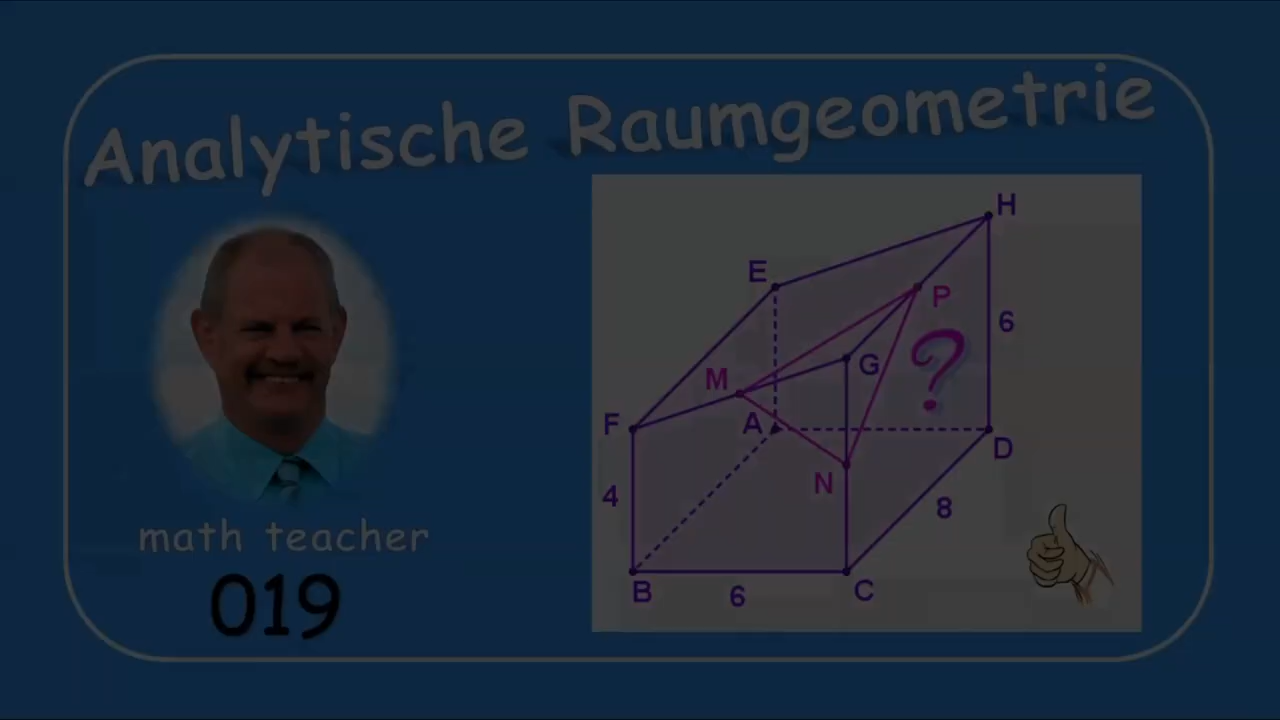 Analytische Raumgeometrie
H
E
P
6
?
G
M
F
A
D
N
4
8
B
6
C
math teacher
019